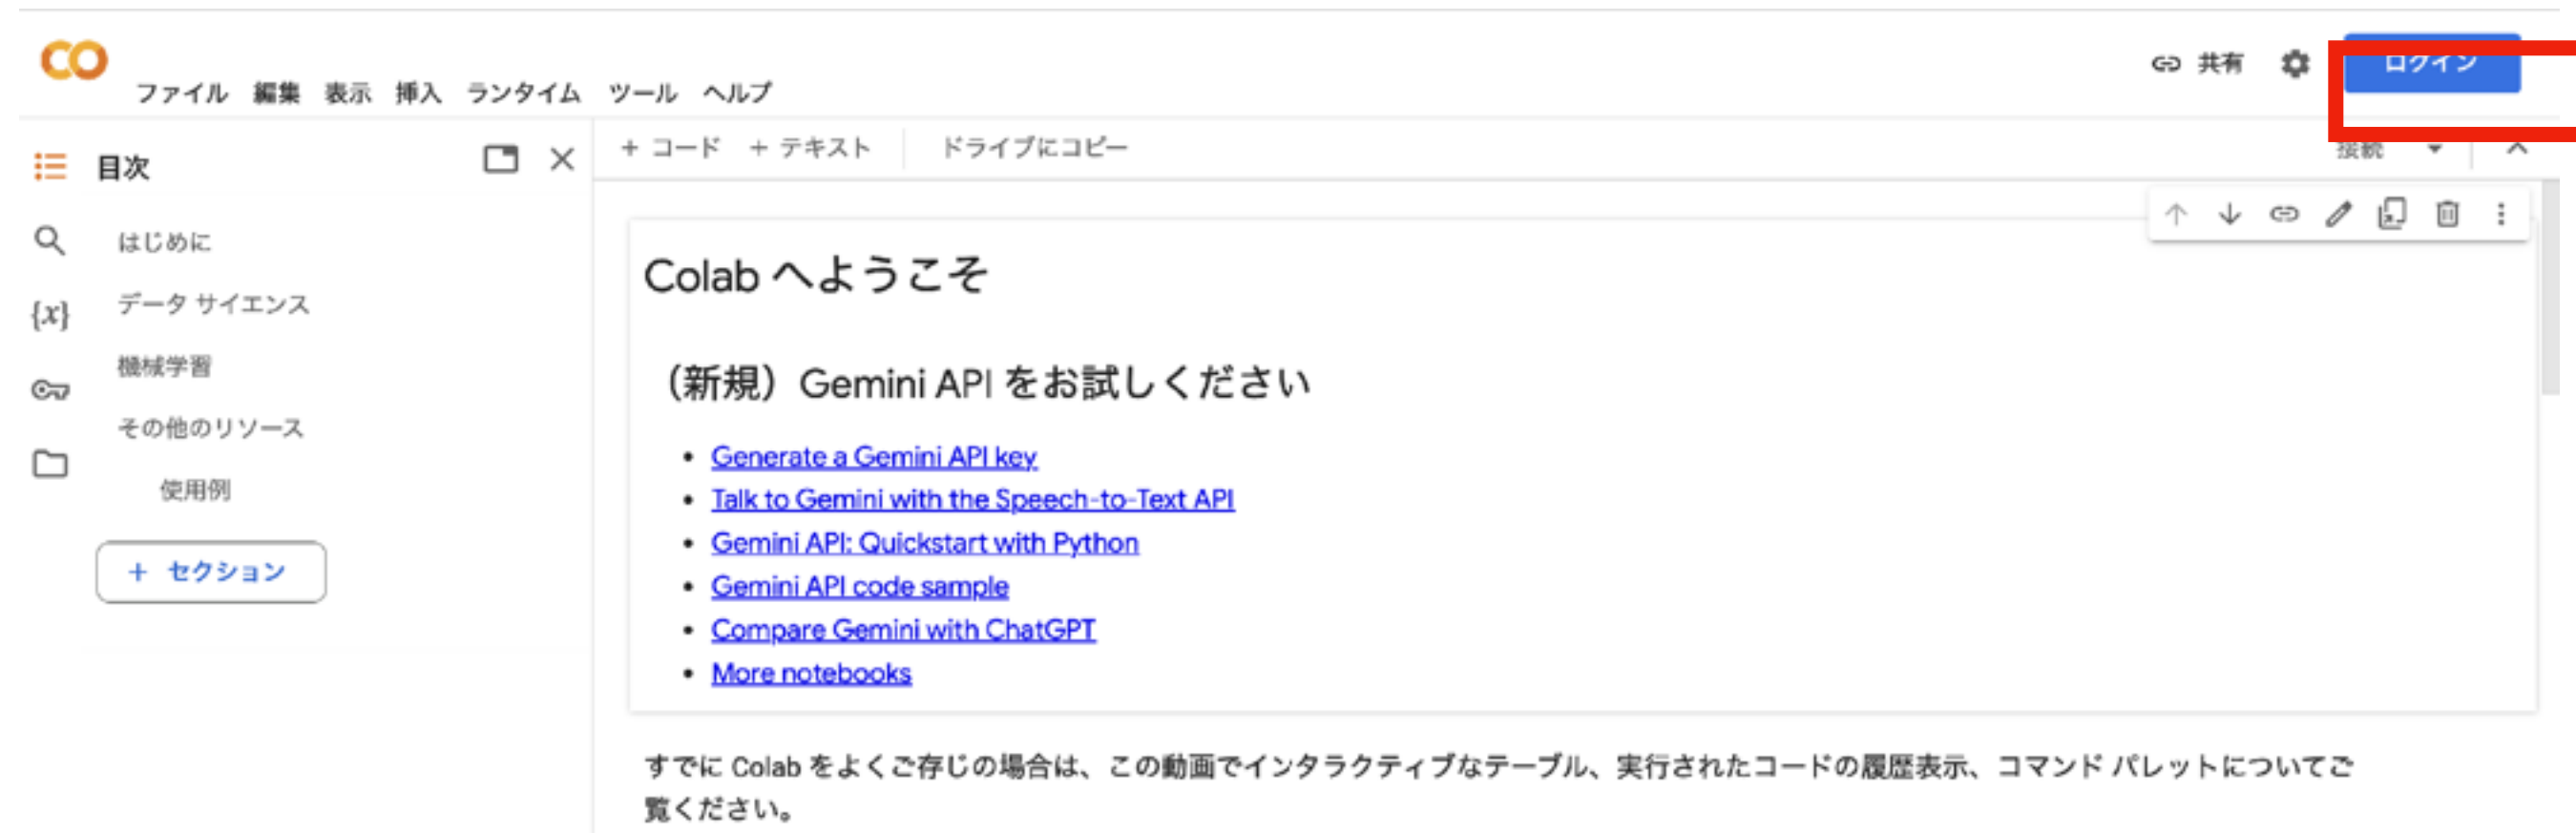 CO
共有 ログイン
ファイル 編集 表示 挿入 ランタイム ツール ヘルプ
目次
+ コード + テキスト ドライブにコピー
接続
はじめに
データ サイエンス
{x}
機械学習
その他のリソース
使用例
+ セクション
Colab へようこそ
（新規）Gemini API をお試しください
• Generate a Gemini API key
• Talk to Gemini with the Speech-to-Text API
• Gemini API: Quickstart with Python
• Gemini API code sample
• Compare Gemini with ChatGPT
• More notebooks
すでに Colab をよくご存じの場合は、この動画でインタラクティブなテーブル、実行されたコードの履歴表示、コマンド パレットについてご
覧ください。